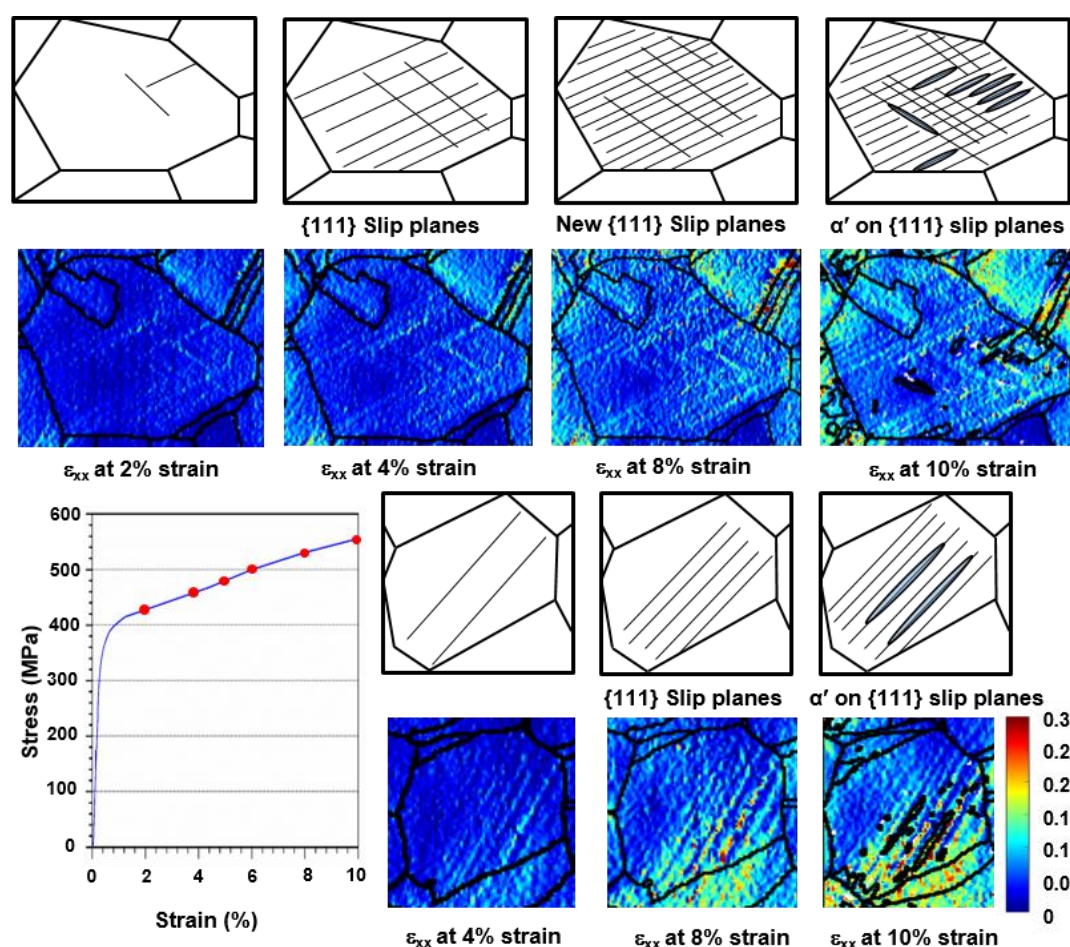 {111} Slip planes
New {111} Slip planes
α′ on {111} slip planes
εxx at 2% strain
εxx at 4% strain
εxx at 8% strain
εxx at 10% strain
600
500
400
300
200
100
0
Stress (MPa)
0 2 4 6 8 10
Strain (%)
{111} Slip planes
α′ on {111} slip planes
0.3
0.2
0.2
0.1
0.1
0.0
0
εxx at 4% strain
εxx at 8% strain
εxx at 10% strain